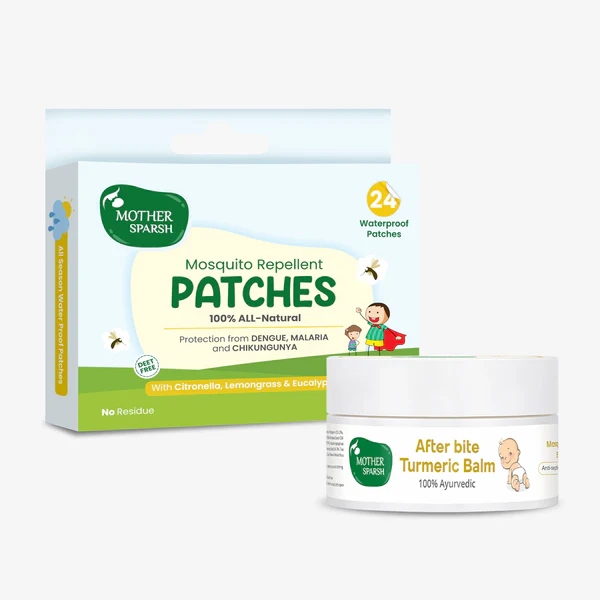 MOTHER
SPARSH
24
Waterproof
Patches
All Season Water Proof Patches
Mosquito Repellent
PATCHES
100% ALL-Natural
Protection from DENGUE, MALARIA
and CHIKUNGUNYA
DEET
FREE
With Citronella, Lemongrass &
No Residue
MOTHER
SPARSH
After bite
Turmeric Balm
100% Ayurvedic